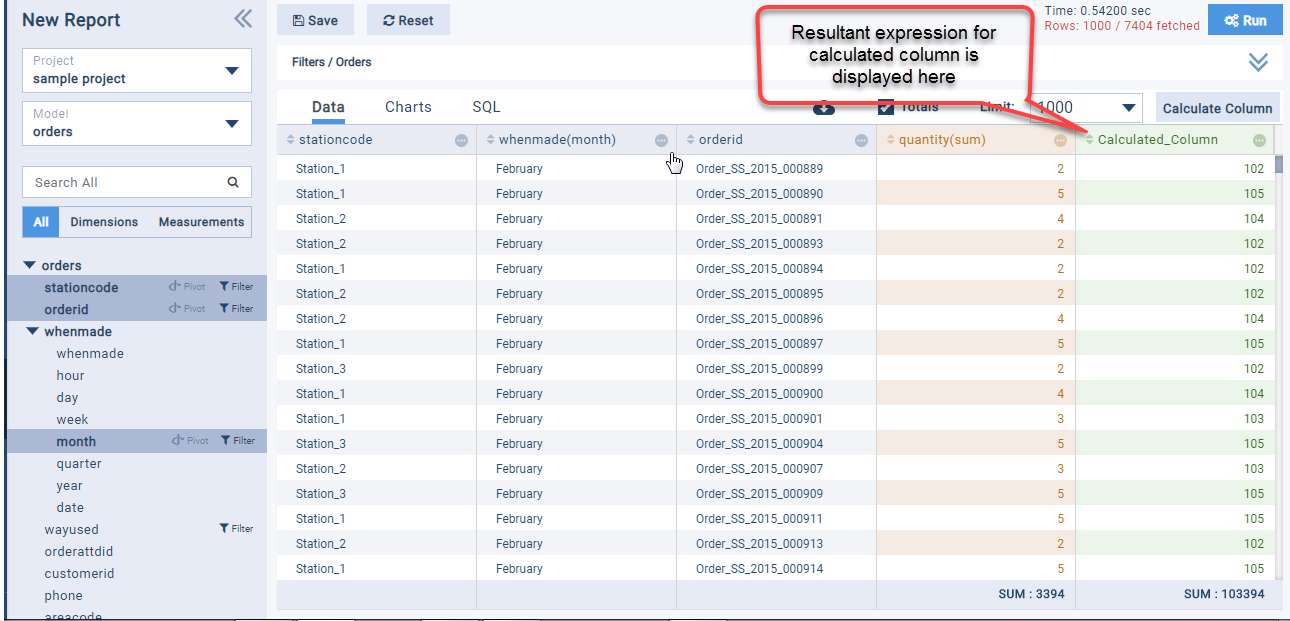 New Report
Project
sample project
Model
orders
Search All
All Dimensions Measurements
orders
stationcode Pivot Filter
orderid Pivot Filter
whenmade
whenmade
hour
day
week
month Pivot Filter
quarter
year
date
wayused Filter
orderattdid
customerid
phone
areacode
Save Reset
Resultant expression for
calculated column is
displayed here
Time: 0.54200 sec
Rows: 1000 / 7404 fetched
Run
Filters / Orders
Data Charts SQL Totals Limit: 1000 Calculate Column
stationcode whenmade(month) orderid quantity(sum) Calculated_Column
Station_1 February Order_SS_2015_000889 2 102
Station_1 February Order_SS_2015_000890 5 105
Station_2 February Order_SS_2015_000891 4 104
Station_2 February Order_SS_2015_000893 2 102
Station_1 February Order_SS_2015_000894 2 102
Station_2 February Order_SS_2015_000895 2 102
Station_2 February Order_SS_2015_000896 4 104
Station_1 February Order_SS_2015_000897 5 105
Station_3 February Order_SS_2015_000899 2 102
Station_1 February Order_SS_2015_000900 4 104
Station_1 February Order_SS_2015_000901 3 103
Station_3 February Order_SS_2015_000904 5 105
Station_2 February Order_SS_2015_000907 3 103
Station_3 February Order_SS_2015_000909 5 105
Station_1 February Order_SS_2015_000911 5 105
Station_2 February Order_SS_2015_000913 2 102
Station_1 February Order_SS_2015_000914 5 105
SUM : 3394 SUM : 103394